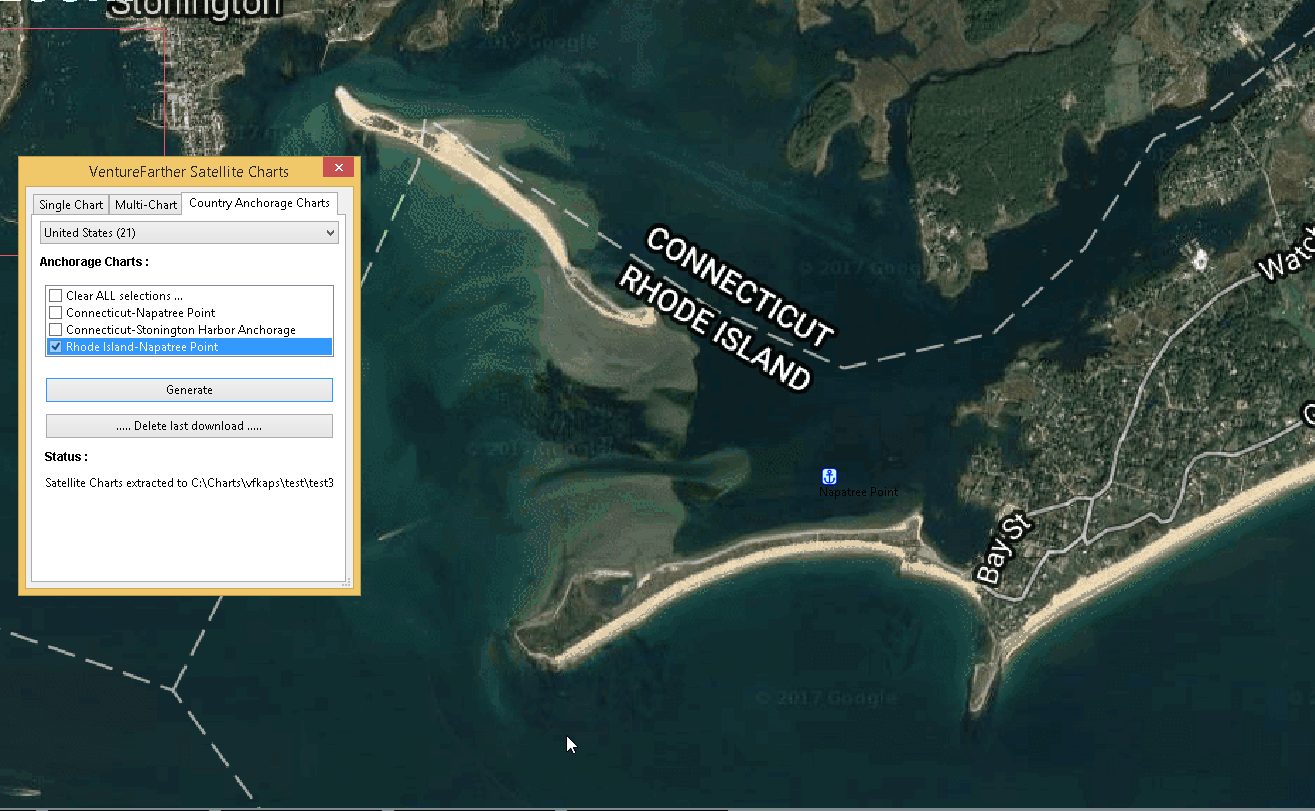 Stonington
© 2017 Google
VentureFarther Satellite Charts
Single Chart
Multi-Chart
Country Anchorage Charts
United States (21)
Anchorage Charts :
Clear ALL selections ...
Connecticut-Napatree Point
Connecticut-Stonington Harbor Anchorage
Rhode Island-Napatree Point
Generate
..... Delete last download .....
Status :
Satellite Charts extracted to C:\Charts\vfkaps\test\test3
CONNECTICUT
RHODE ISLAND
© 2017 Goog
Watch
© 2017 Google
Napatree Point
Bay St
© 2017 Google